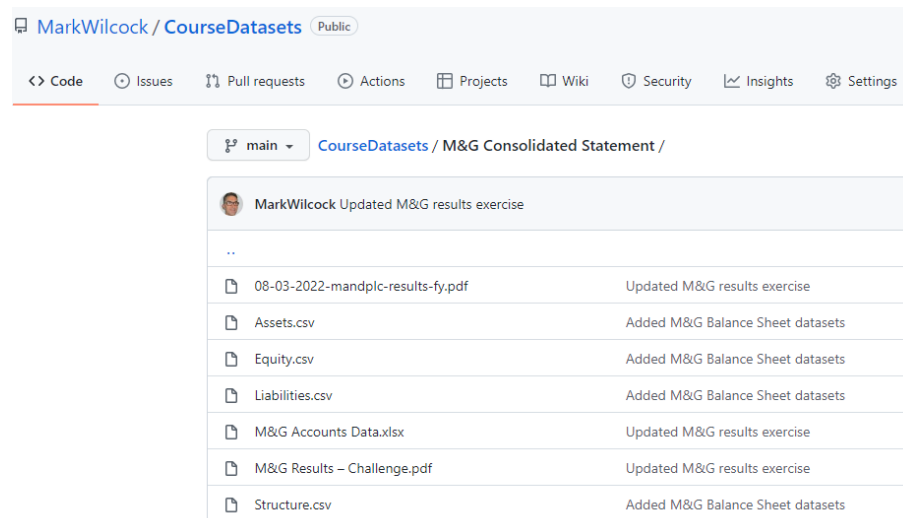 MarkWilcock / CourseDatasets Public
Code Issues Pull requests Actions Projects Wiki Security Insights Settings
main CourseDatasets / M&G Consolidated Statement /
MarkWilcock Updated M&G results exercise
..
08-03-2022-mandplc-results-fy.pdf Updated M&G results exercise
Assets.csv Added M&G Balance Sheet datasets
Equity.csv Added M&G Balance Sheet datasets
Liabilities.csv Added M&G Balance Sheet datasets
M&G Accounts Data.xlsx Updated M&G results exercise
M&G Results – Challenge.pdf Updated M&G results exercise
Structure.csv Added M&G Balance Sheet datasets